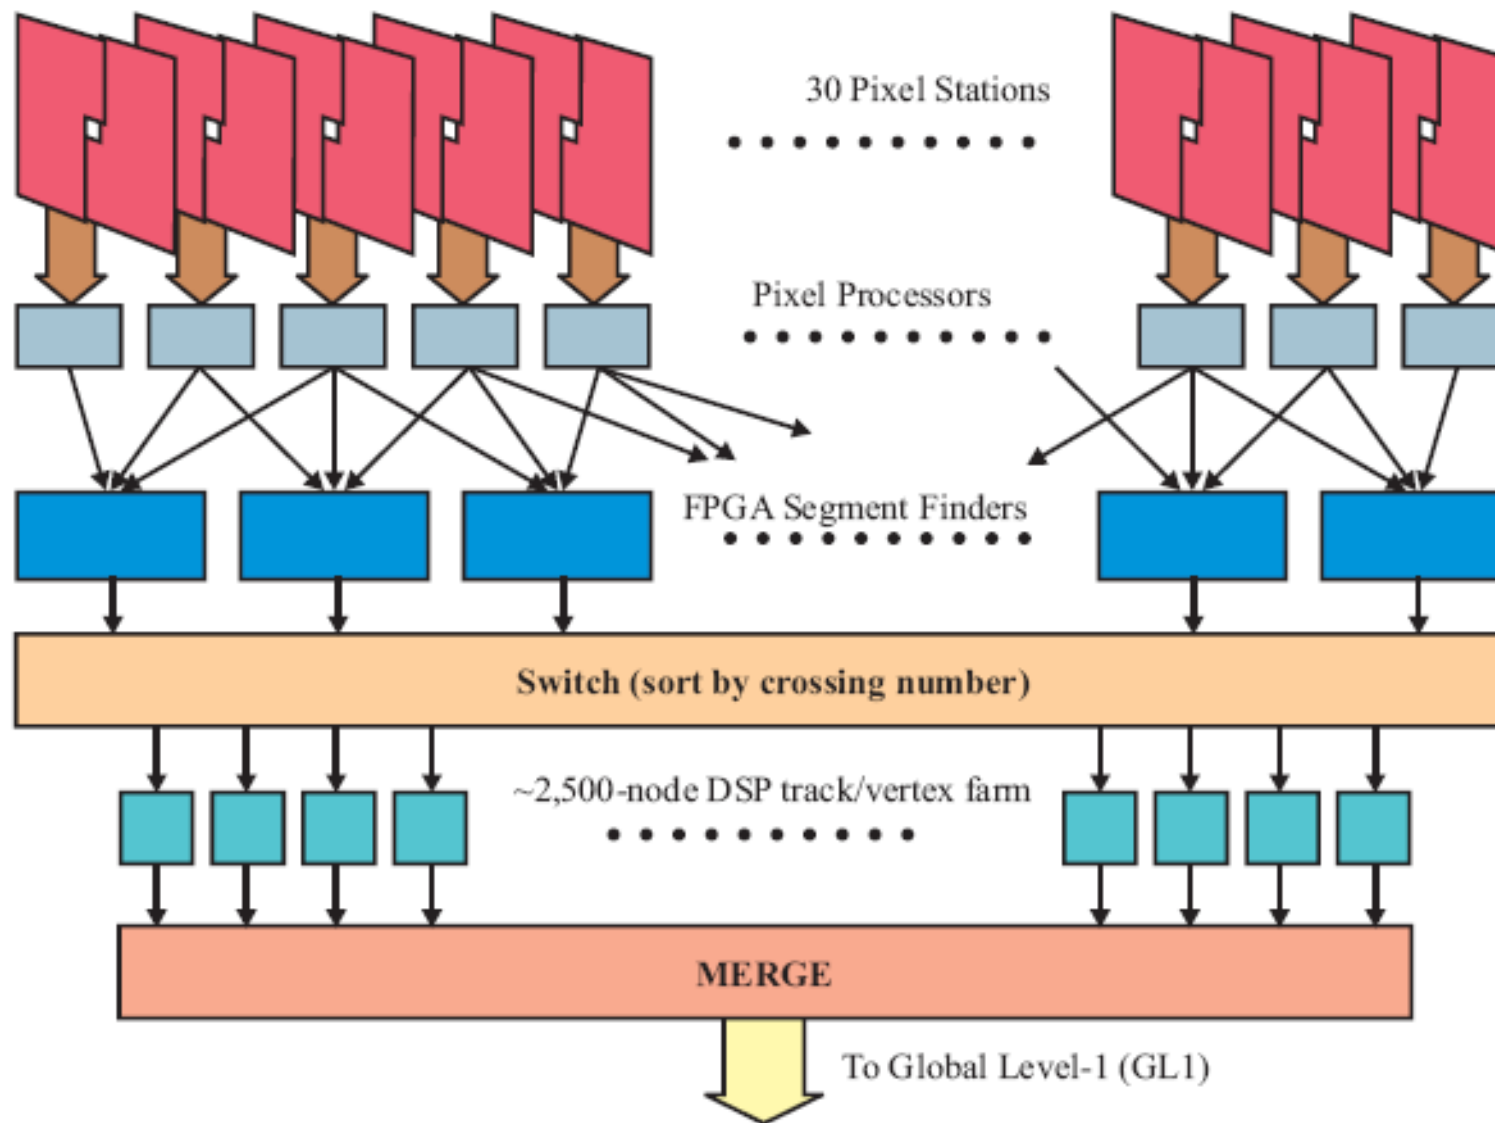 30 Pixel Stations
Pixel Processors
FPGA Segment Finders
Switch (sort by crossing number)
~2,500-node DSP track/vertex farm
MERGE
To Global Level-1 (GL1)